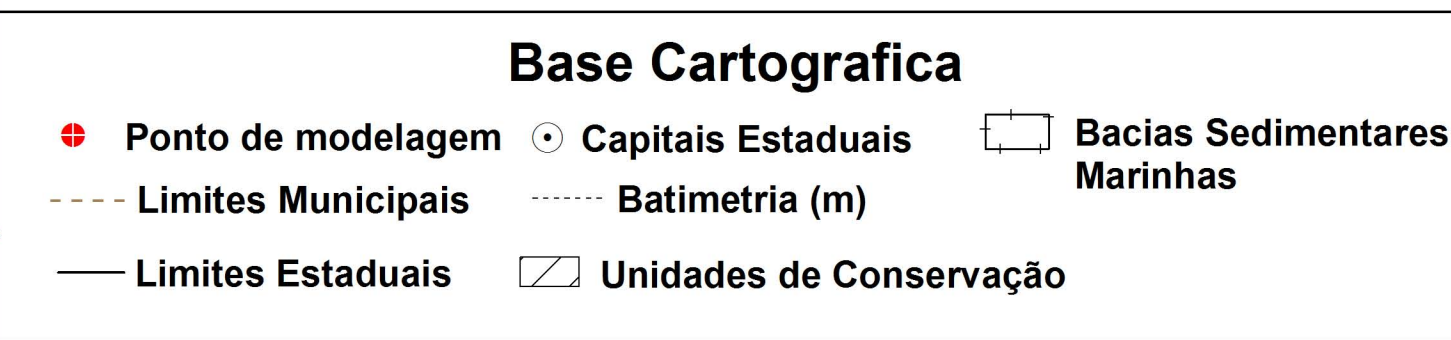 Base Cartografica
Ponto de modelagem
Capitais Estaduais
Bacias Sedimentares
Marinhas
Limites Municipais
Batimetria (m)
Limites Estaduais
Unidades de Conservação